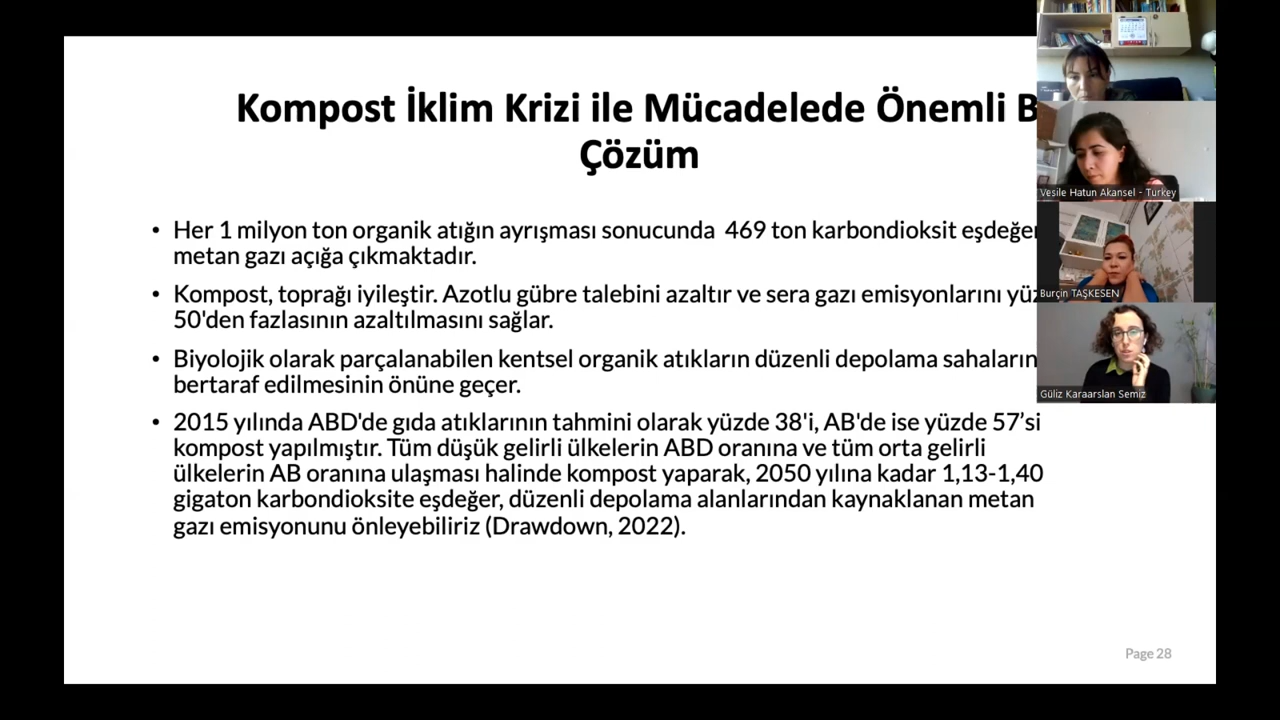 Kompost İklim Krizi ile Mücadelede Önemli B
Çözüm
• Her 1 milyon ton organik atığın ayrışması sonucunda 469 ton karbondioksit eşdeğer
metan gazı açığa çıkmaktadır.
• Kompost, toprağı iyileştir. Azotlu gübre talebini azaltır ve sera gazı emisyonlarını yüz
50'den fazlasının azaltılmasını sağlar.
• Biyolojik olarak parçalanabilen kentsel organik atıkların düzenli depolama sahaların
bertaraf edilmesinin önüne geçer.
• 2015 yılında ABD'de gıda atıklarının tahmini olarak yüzde 38'i, AB'de ise yüzde 57’si
kompost yapılmıştır. Tüm düşük gelirli ülkelerin ABD oranına ve tüm orta gelirli
ülkelerin AB oranına ulaşması halinde kompost yaparak, 2050 yılına kadar 1,13-1,40
gigaton karbondioksite eşdeğer, düzenli depolama alanlarından kaynaklanan metan
gazı emisyonunu önleyebiliriz (Drawdown, 2022).
Page 28
Vesile Hatun Akansel - Turkey
Burçin TAŞKESEN
Güliz Karaarslan Semiz